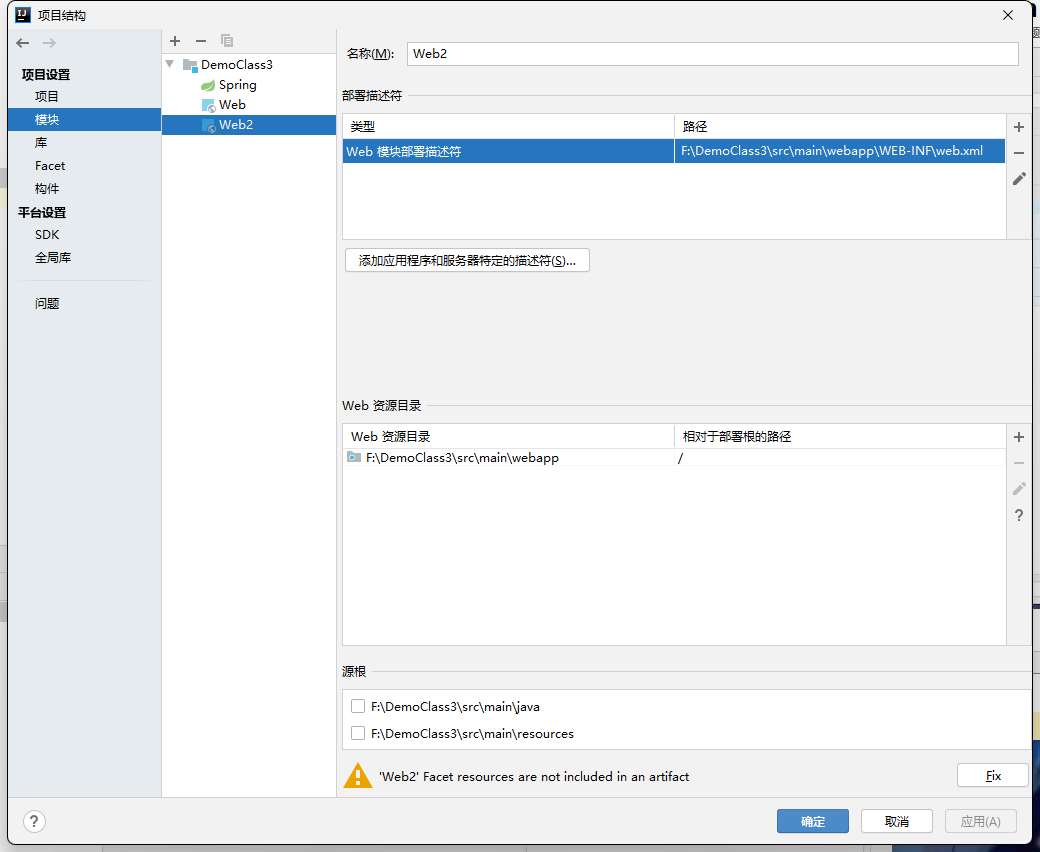 项目结构
项目设置
项目
模块
库
Facet
构件
平台设置
SDK
全局库
问题
DemoClass3
Spring
Web
Web2
名称(M):
Web2
部署描述符
类型 路径
Web 模块部署描述符 F:\DemoClass3\src\main\webapp\WEB-INF\web.xml
添加应用程序和服务器特定的描述符(S)...
Web 资源目录
Web 资源目录 相对于部署根的路径
F:\DemoClass3\src\main\webapp /
?
源根
F:\DemoClass3\src\main\java
F:\DemoClass3\src\main\resources
'Web2' Facet resources are not included in an artifact
Fix
?
确定 取消 应用(A)